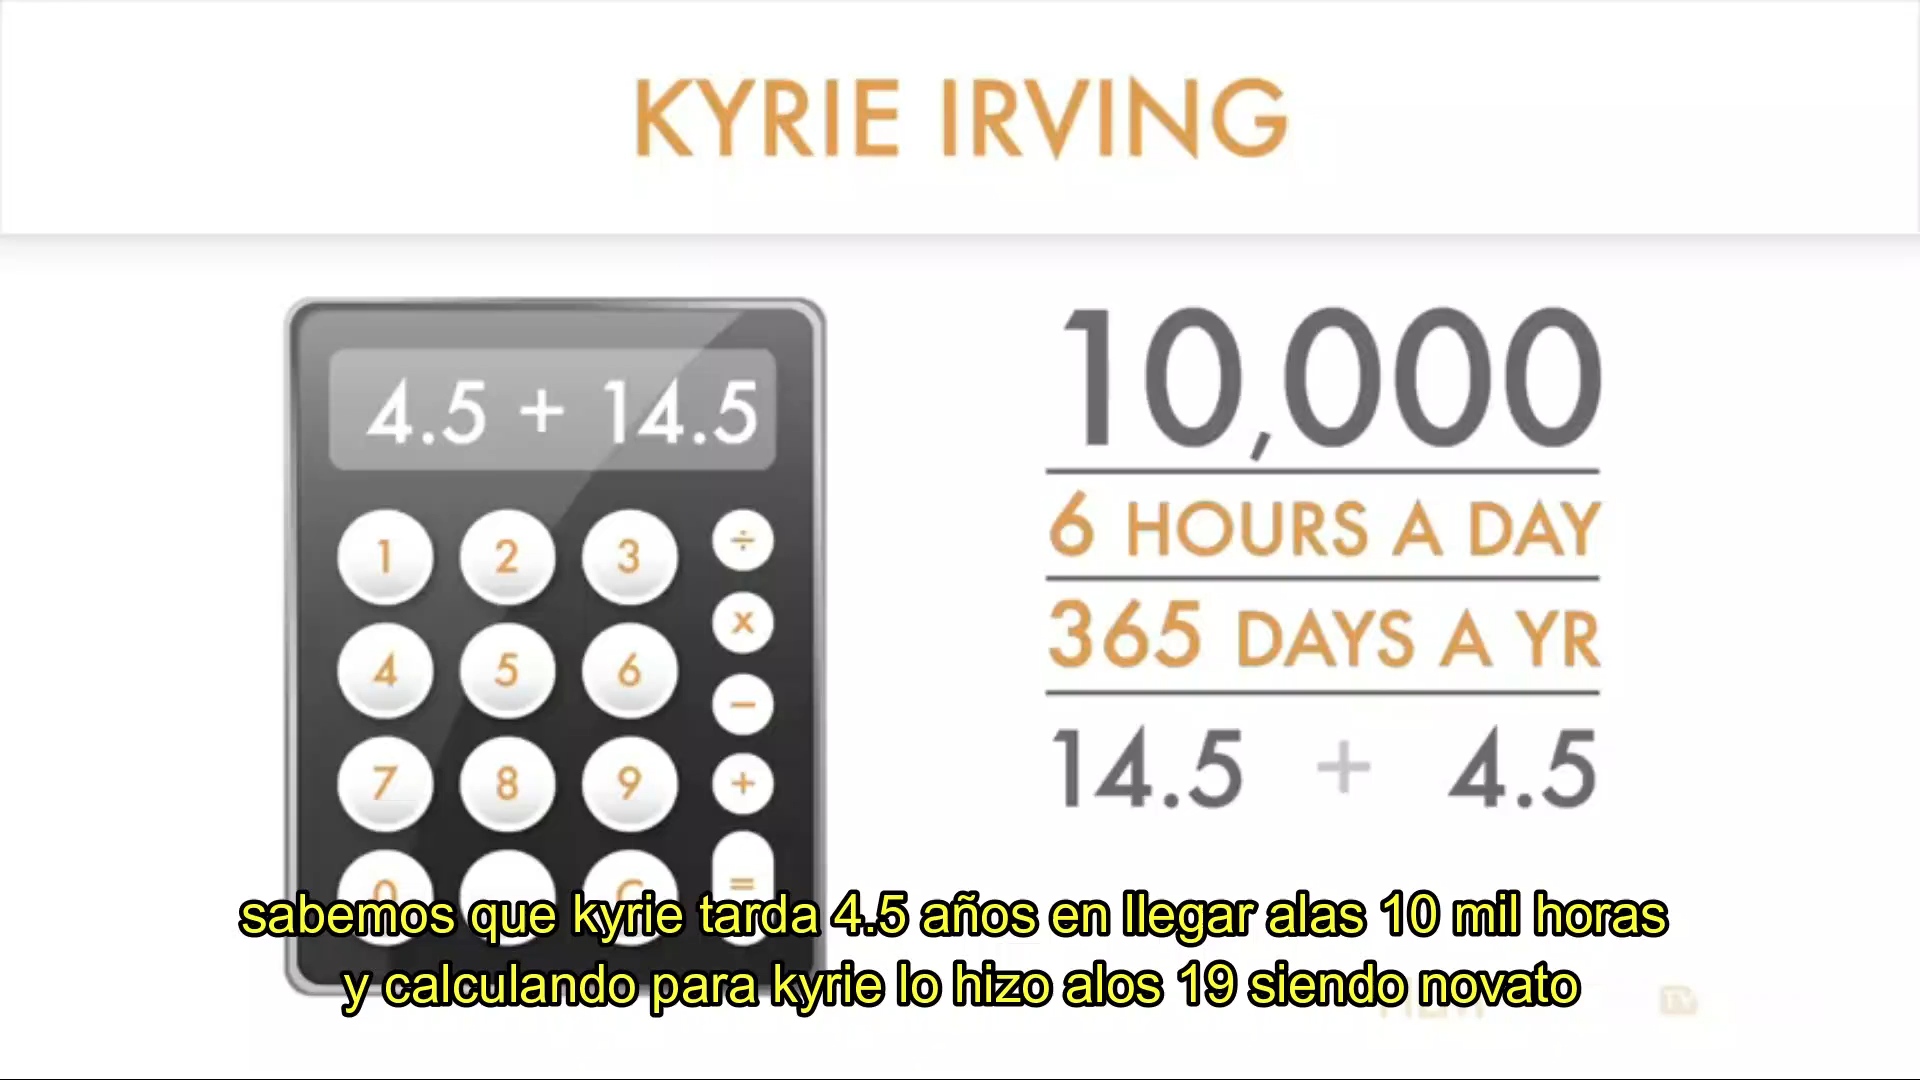 KYRIE IRVING
4.5 + 14.5
1 2 3 ÷
4 5 6 x
7 8 9 −
+
0 C =
10,000
6 HOURS A DAY
365 DAYS A YR
14.5 + 4.5
sabemos que kyrie tarda 4.5 años en llegar alas 10 mil horas
y calculando para kyrie lo hizo alos 19 siendo novato
TV